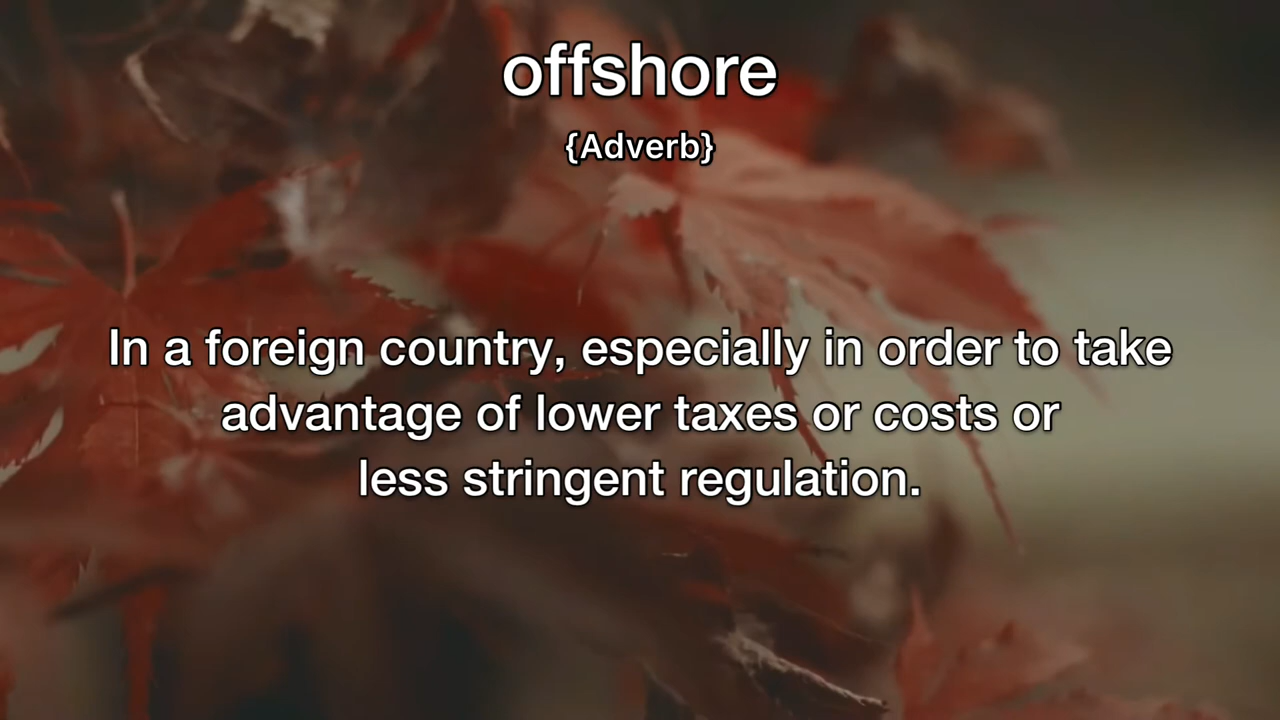 offshore
{Adverb}
In a foreign country, especially in order to take
advantage of lower taxes or costs or
less stringent regulation.